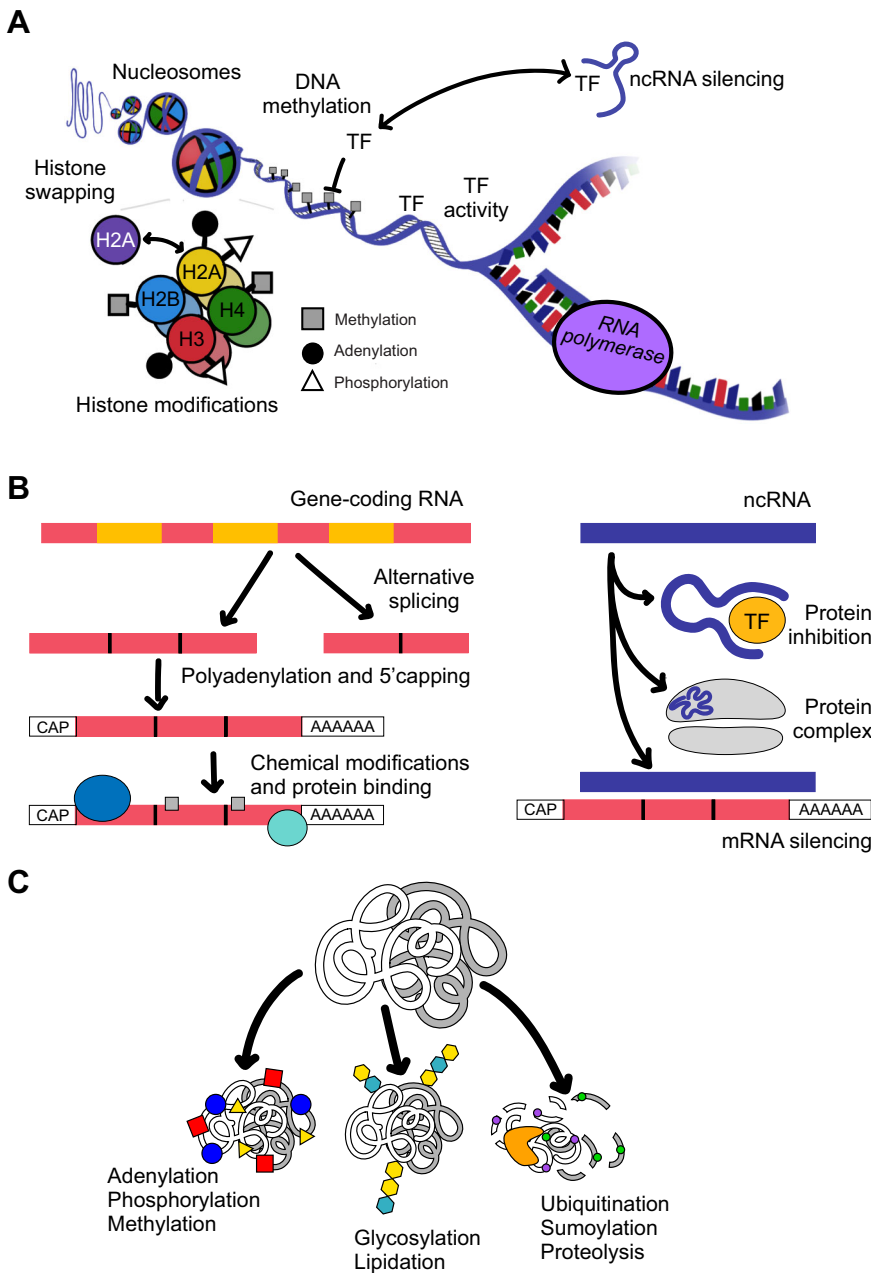 A
Nucleosomes
DNA
methylation
TF
ncRNA silencing
TF
Histone
swapping
TF
TF
activity
H2A
H2A
H2B
H4
H3
RNA
polymerase
Methylation
Adenylation
Phosphorylation
Histone modifications
B
Gene-coding RNA
ncRNA
Alternative
splicing
TF
Protein
inhibition
Polyadenylation and 5'capping
CAP
AAAAAA
Protein
complex
Chemical modifications
and protein binding
CAP
AAAAAA
CAP
AAAAAA
mRNA silencing
C
Adenylation
Phosphorylation
Methylation
Glycosylation
Lipidation
Ubiquitination
Sumoylation
Proteolysis